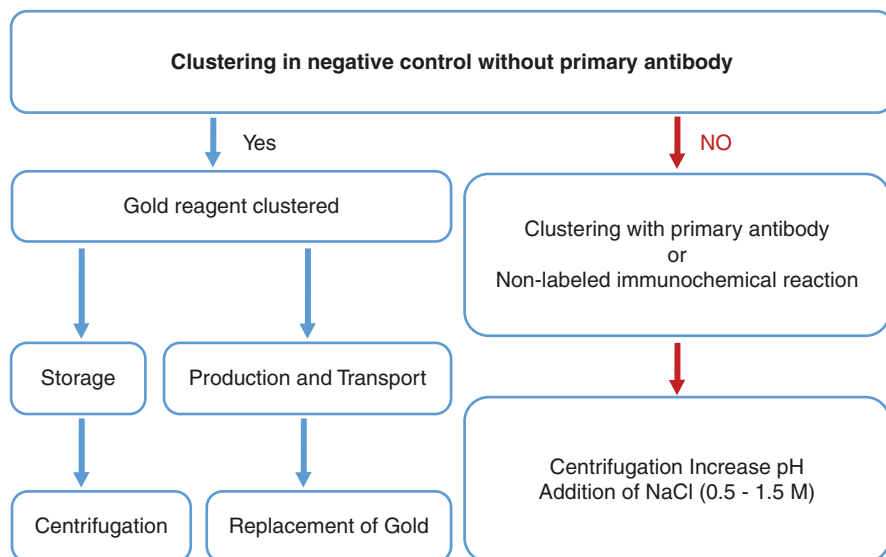 Clustering in negative control without primary antibody
Yes
NO
Gold reagent clustered
Clustering with primary antibody
or
Non-labeled immunochemical reaction
Storage
Production and Transport
Centrifugation Increase pH
Addition of NaCl (0.5 - 1.5 M)
Centrifugation
Replacement of Gold